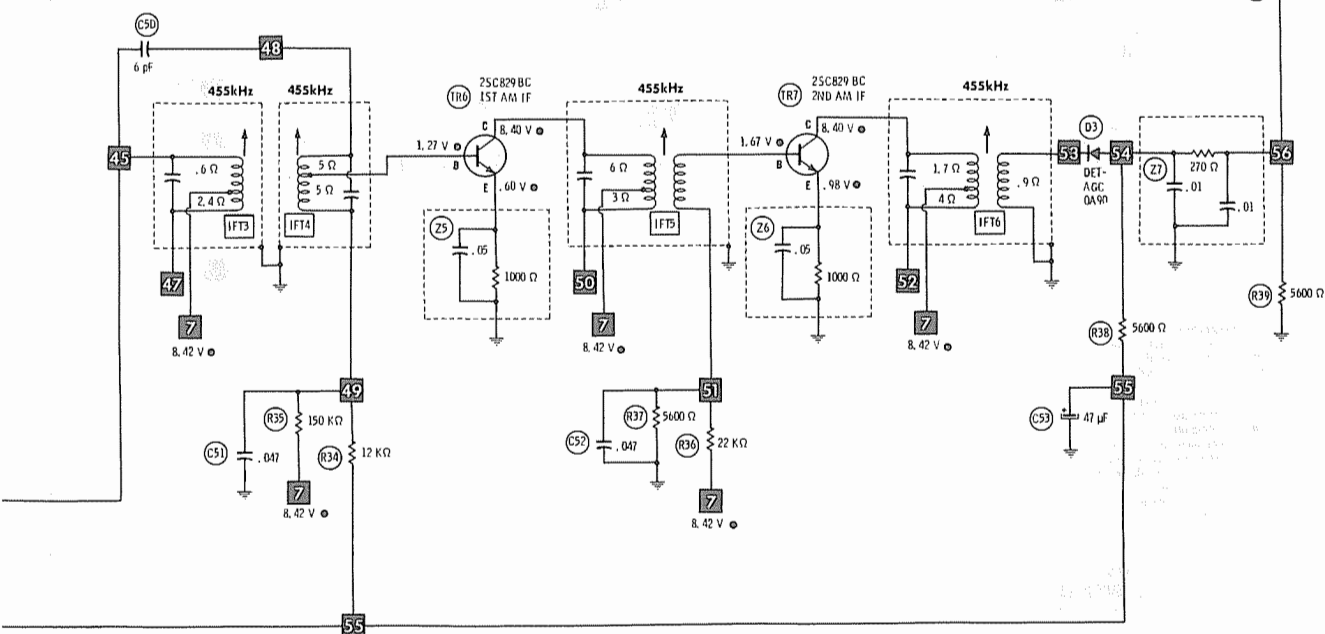 C50
6 pF
48
455kHz
455kHz
45
.6 Ω
2.4 Ω
IFT3
5 Ω
5 Ω
IFT4
47
7
8.42 V
TR6
2SC829 BC
1ST AM IF
1.27 V
C
8.40 V
B
E
.60 V
Z5
.05
1000 Ω
455kHz
6 Ω
3 Ω
IFT5
50
7
8.42 V
TR7
2SC829 BC
2ND AM IF
1.67 V
C
8.40 V
B
E
.98 V
Z6
.05
1000 Ω
455kHz
1.7 Ω
4 Ω
.9 Ω
IFT6
52
7
8.42 V
53
D3
54
DET-
AGC
OA90
Z7
270 Ω
.01
.01
56
R39
5600 Ω
R38
5600 Ω
55
C53
+
47 µF
49
R35
150 KΩ
C51
.047
R34
12 KΩ
7
8.42 V
51
R37
5600 Ω
C52
.047
R36
22 KΩ
7
8.42 V
55